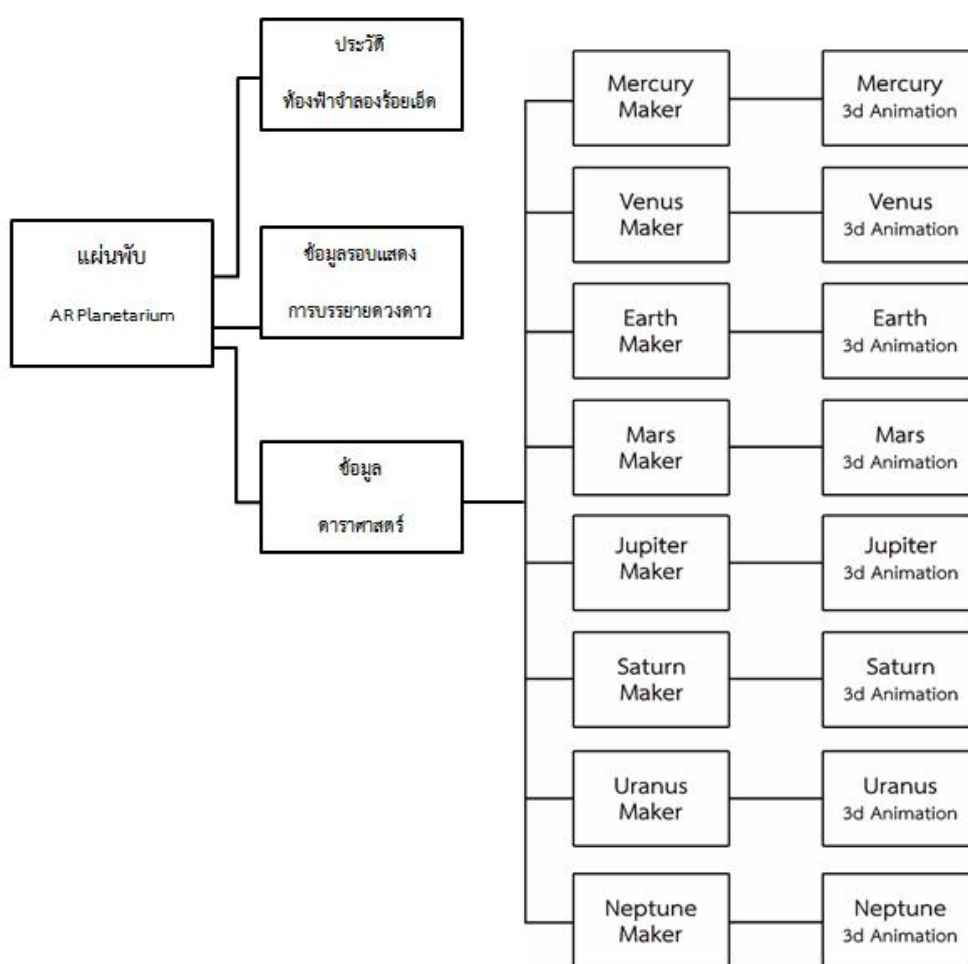 แผ่นพับ
AR Planetarium
ประวัติ
ท้องฟ้าจำลองร้อยเอ็ด
ข้อมูลรอบแสดง
การบรรยายดวงดาว
ข้อมูล
ดาราศาสตร์
Mercury
Maker
Mercury
3d Animation
Venus
Maker
Venus
3d Animation
Earth
Maker
Earth
3d Animation
Mars
Maker
Mars
3d Animation
Jupiter
Maker
Jupiter
3d Animation
Saturn
Maker
Saturn
3d Animation
Uranus
Maker
Uranus
3d Animation
Neptune
Maker
Neptune
3d Animation